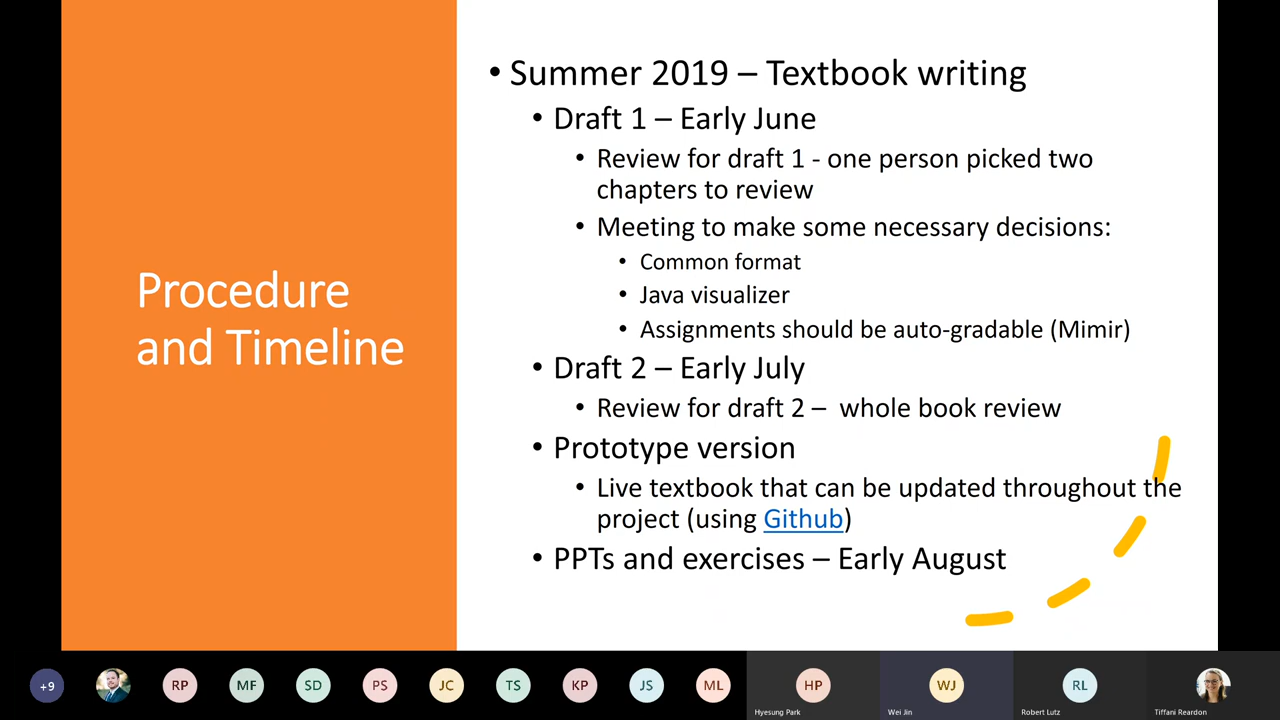 Procedure
and Timeline
• Summer 2019 – Textbook writing
• Draft 1 – Early June
• Review for draft 1 - one person picked two
chapters to review
• Meeting to make some necessary decisions:
• Common format
• Java visualizer
• Assignments should be auto-gradable (Mimir)
• Draft 2 – Early July
• Review for draft 2 – whole book review
• Prototype version
• Live textbook that can be updated throughout the
project (using Github)
• PPTs and exercises – Early August
+9
RP
MF
SD
PS
JC
TS
KP
JS
ML
HP
WJ
RL
Hyesung Park
Wei Jin
Robert Lutz
Tiffani Reardon